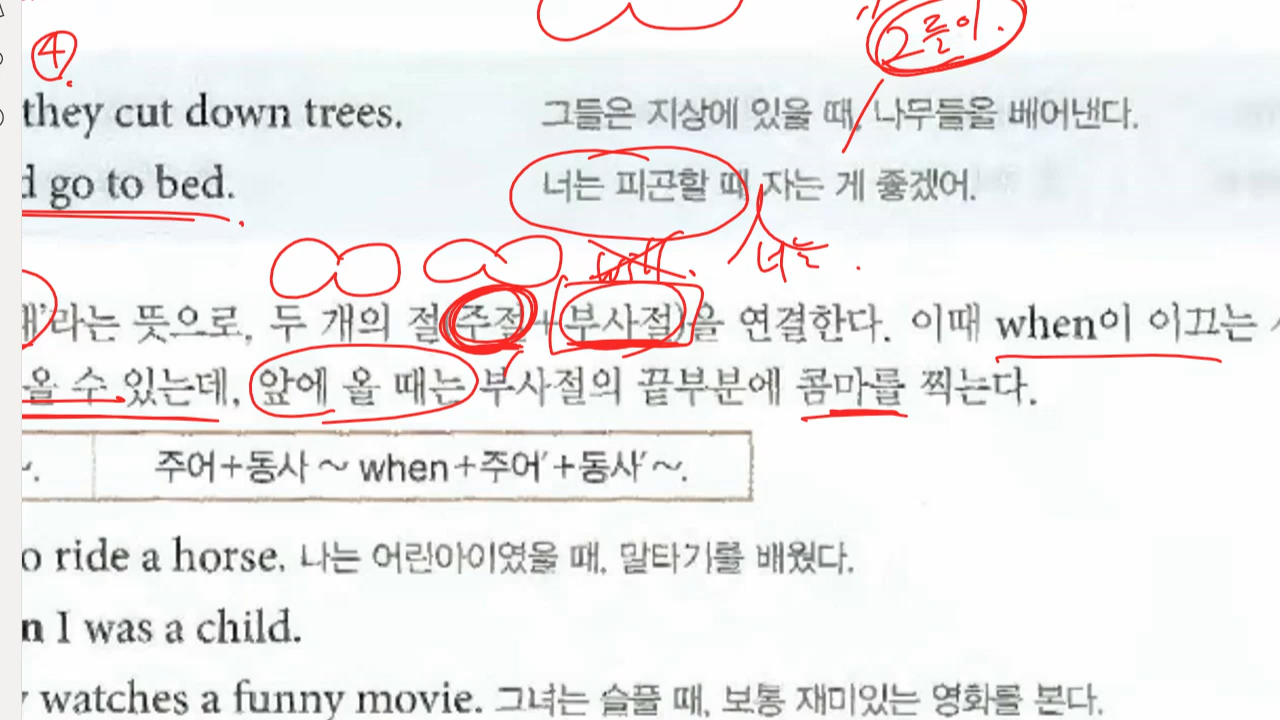 2들이.
④
they cut down trees. 그들은 지상에 있을 때, 나무들을 베어낸다.
d go to bed. 너는 피곤할 때 자는 게 좋겠어.
너는
때'라는 뜻으로, 두 개의 절(주절+부사절)을 연결한다. 이때 when이 이끄는
올 수 있는데, 앞에 올 때는 부사절의 끝부분에 콤마를 찍는다.
~. 주어+동사 ~ when+주어′+동사′~.
o ride a horse. 나는 어린아이였을 때, 말타기를 배웠다.
n I was a child.
y watches a funny movie. 그녀는 슬플 때, 보통 재미있는 영화를 본다.